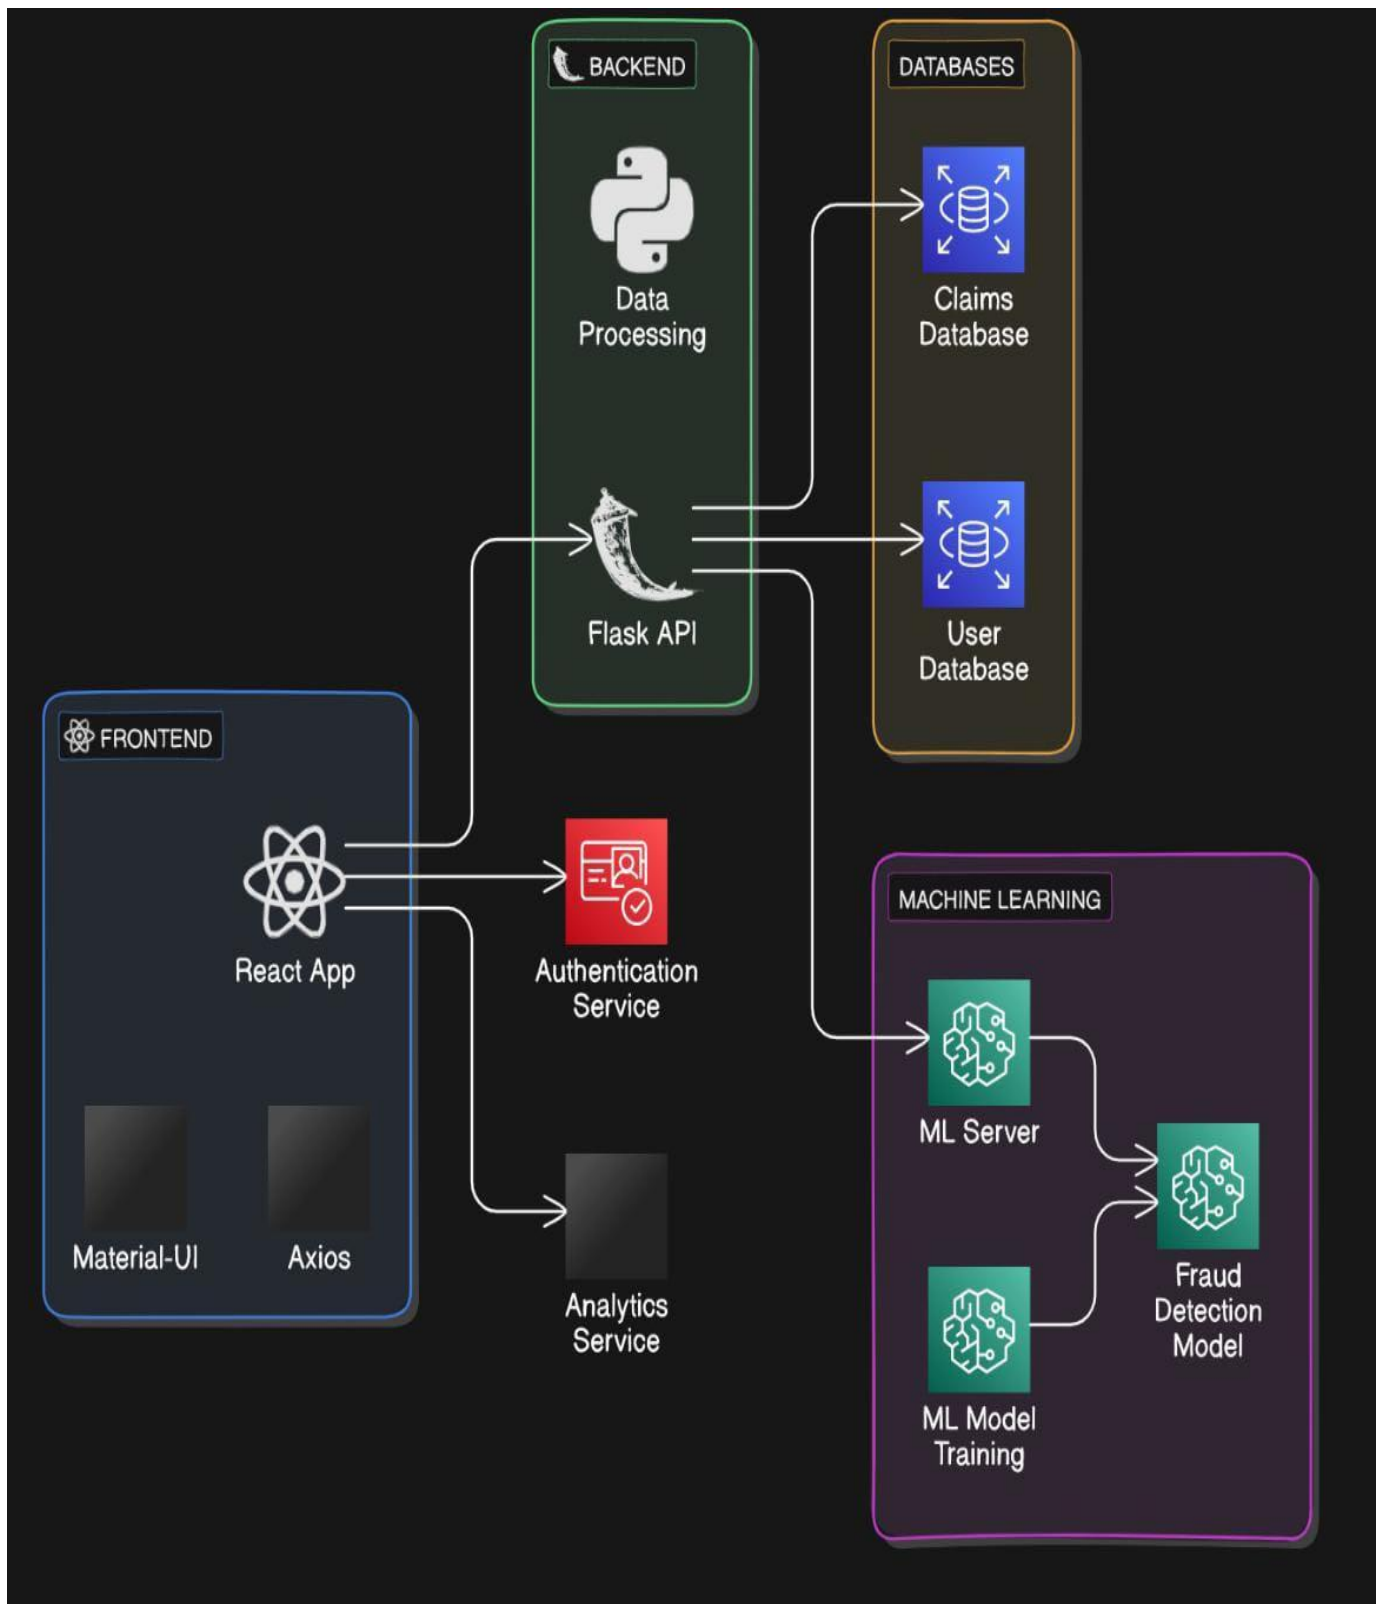 BACKEND
Data
Processing
Flask API
DATABASES
Claims
Database
User
Database
FRONTEND
React App
Material-UI
Axios
Authentication
Service
Analytics
Service
MACHINE LEARNING
ML Server
ML Model
Training
Fraud
Detection
Model